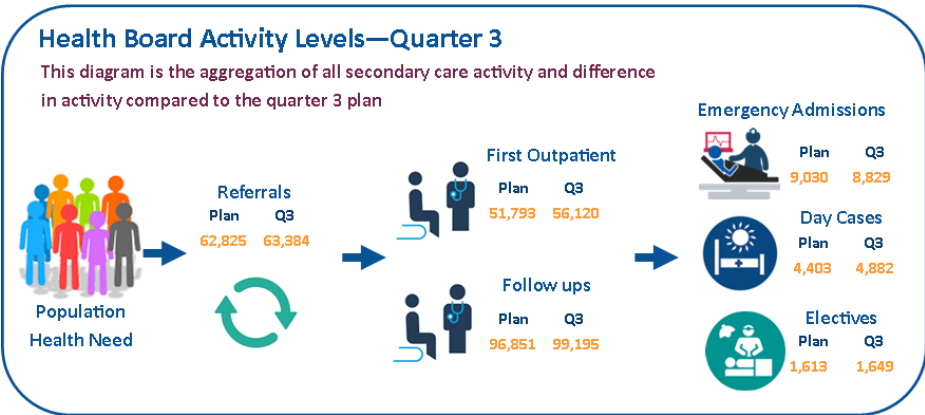 Health Board Activity Levels—Quarter 3
This diagram is the aggregation of all secondary care activity and difference
in activity compared to the quarter 3 plan
Population
Health Need
Referrals
Plan Q3
62,825 63,384
First Outpatient
Plan Q3
51,793 56,120
Follow ups
Plan Q3
96,851 99,195
Emergency Admissions
Plan Q3
9,030 8,829
Day Cases
Plan Q3
4,403 4,882
Electives
Plan Q3
1,613 1,649